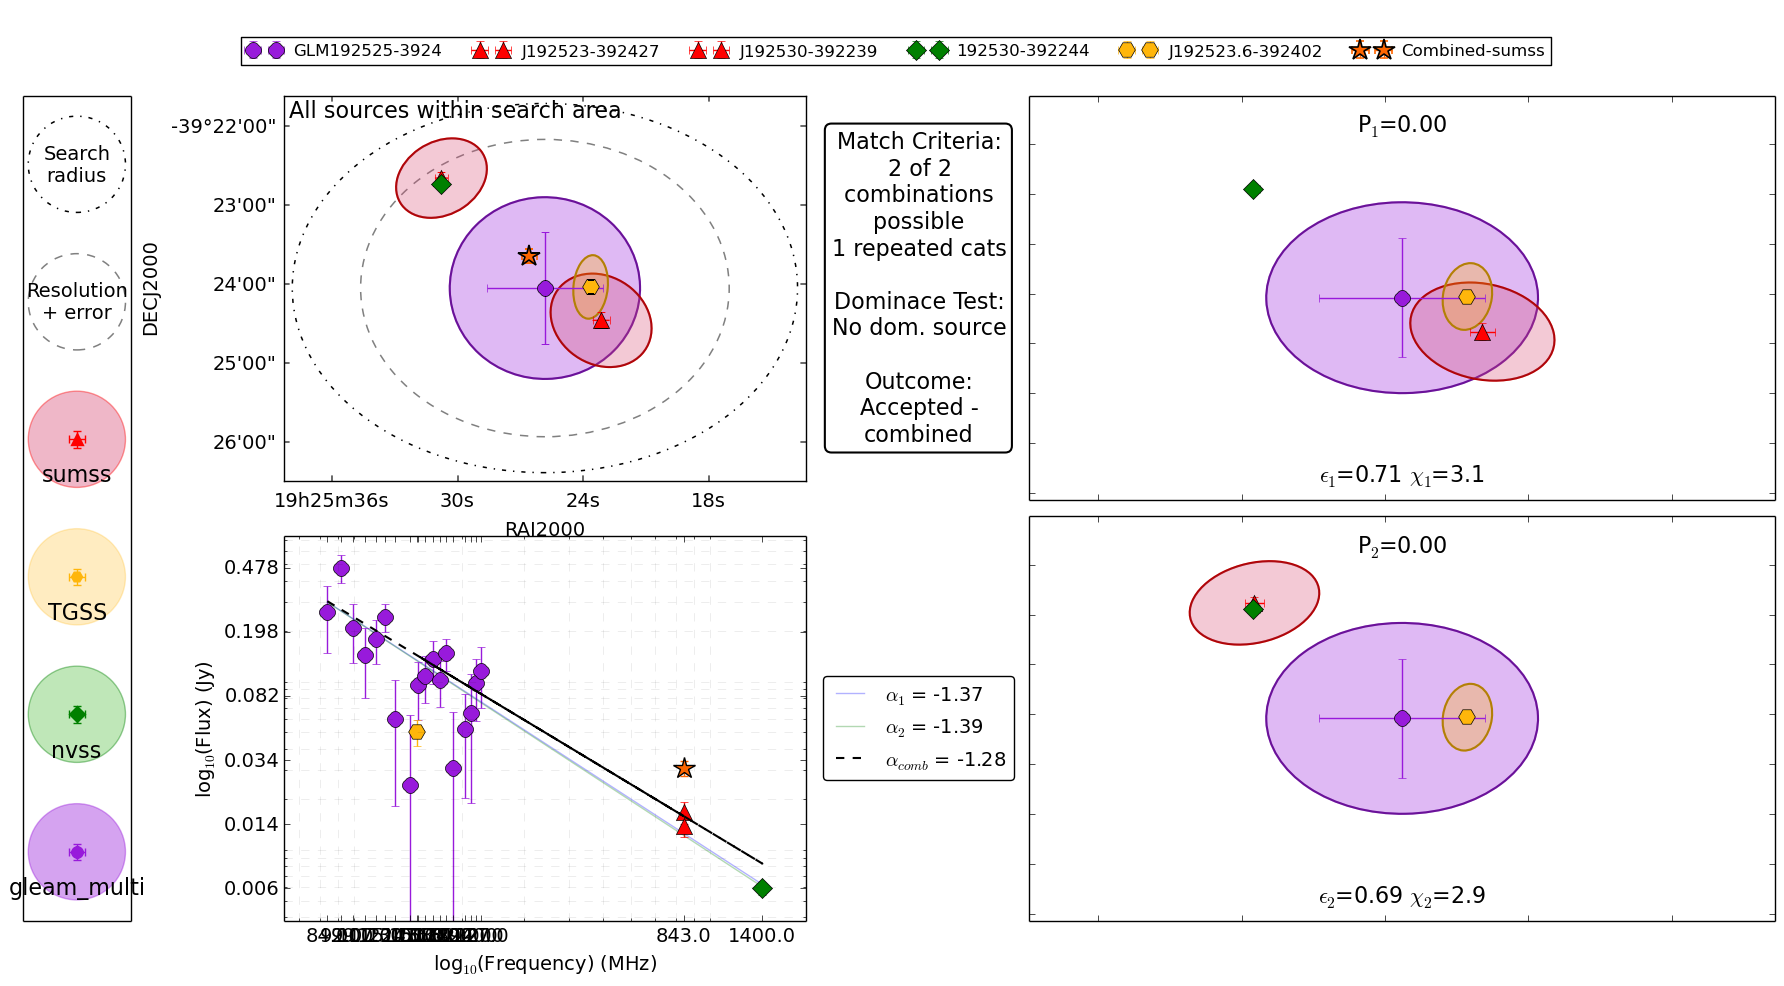 GLM192525-3924 J192523-392427 J192530-392239 192530-392244 J192523.6-392402 Combined-sumss
Search
radius
Resolution
+ error
sumss
TGSS
nvss
gleam_multi
All sources within search area
DECJ2000
-39°22'00"
23'00"
24'00"
25'00"
26'00"
19h25m36s 30s 24s 18s
RAJ2000
Match Criteria:
2 of 2
combinations
possible
1 repeated cats
Dominace Test:
No dom. source
Outcome:
Accepted -
combined
P1=0.00
ϵ1=0.71 χ1=3.1
log10(Flux) (Jy)
0.478
0.198
0.082
0.034
0.014
0.006
843.0 1400.0
log10(Frequency) (MHz)
α1 = -1.37
α2 = -1.39
αcomb = -1.28
P2=0.00
ϵ2=0.69 χ2=2.9